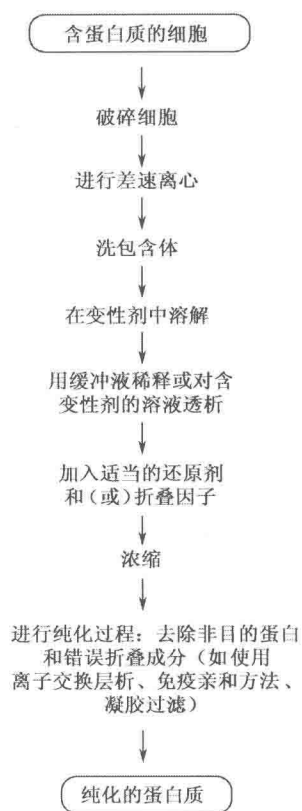 含蛋白质的细胞
破碎细胞
进行差速离心
洗包含体
在变性剂中溶解
用缓冲液稀释或对含
变性剂的溶液透析
加入适当的还原剂
和(或)折叠因子
浓缩
进行纯化过程：去除非目的蛋白
和错误折叠成分（如使用
离子交换层析、免疫亲和方法、
凝胶过滤）
纯化的蛋白质